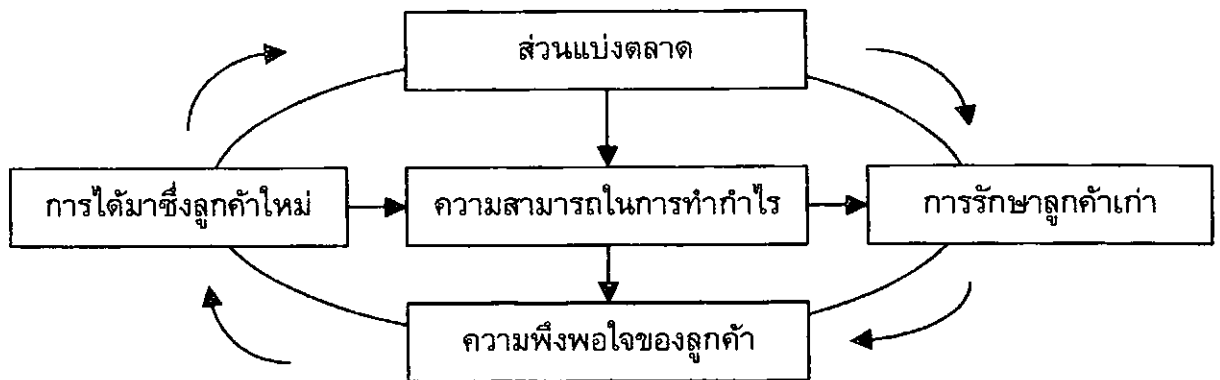 ส่วนแบ่งตลาด
การได้มาซึ่งลูกค้าใหม่
ความสามารถในการทำกำไร
การรักษาลูกค้าเก่า
ความพึงพอใจของลูกค้า